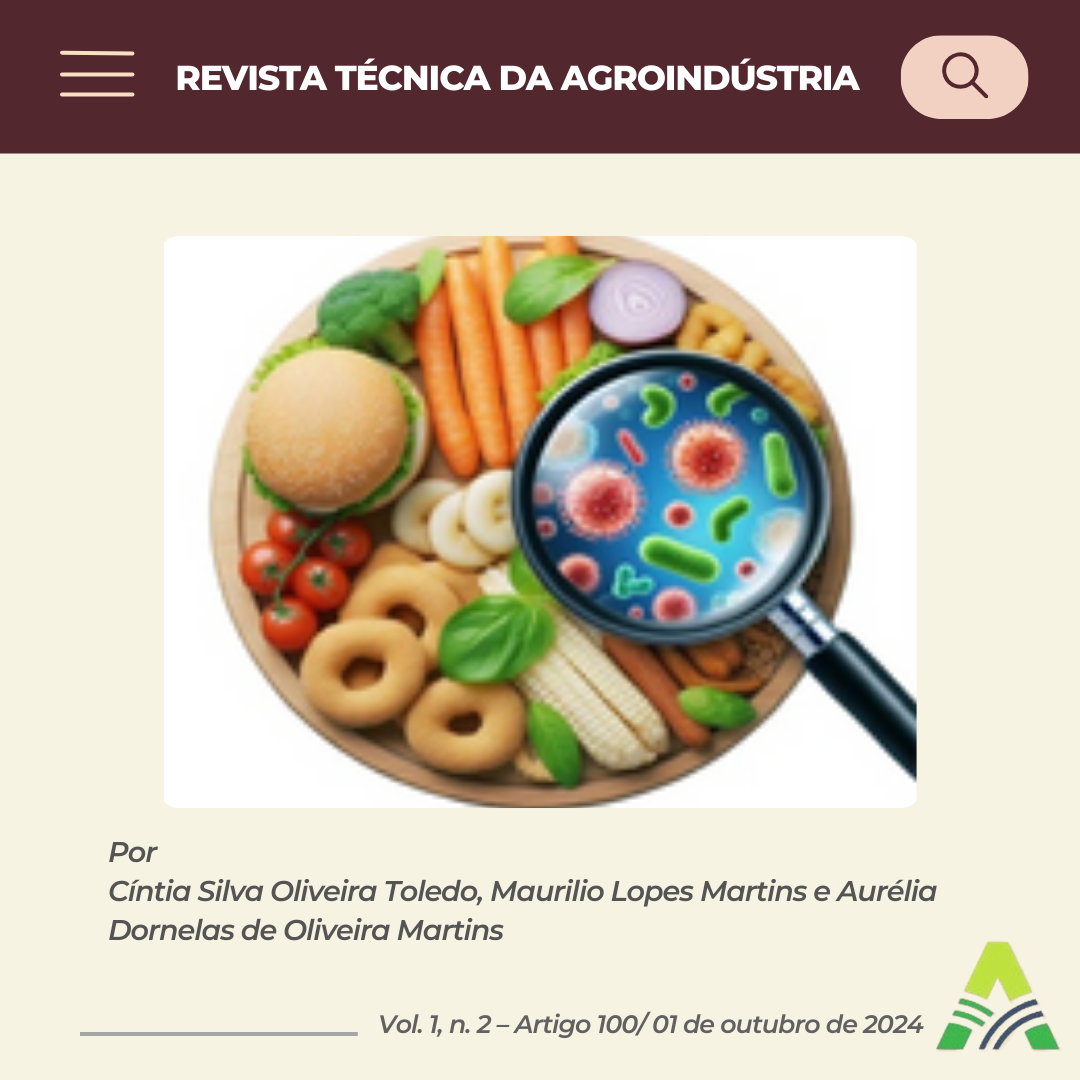 REVISTA TÉCNICA DA AGROINDÚSTRIA
Por
Cíntia Silva Oliveira Toledo, Maurilio Lopes Martins e Aurélia
Dornelas de Oliveira Martins
Vol. 1, n. 2 – Artigo 100/ 01 de outubro de 2024